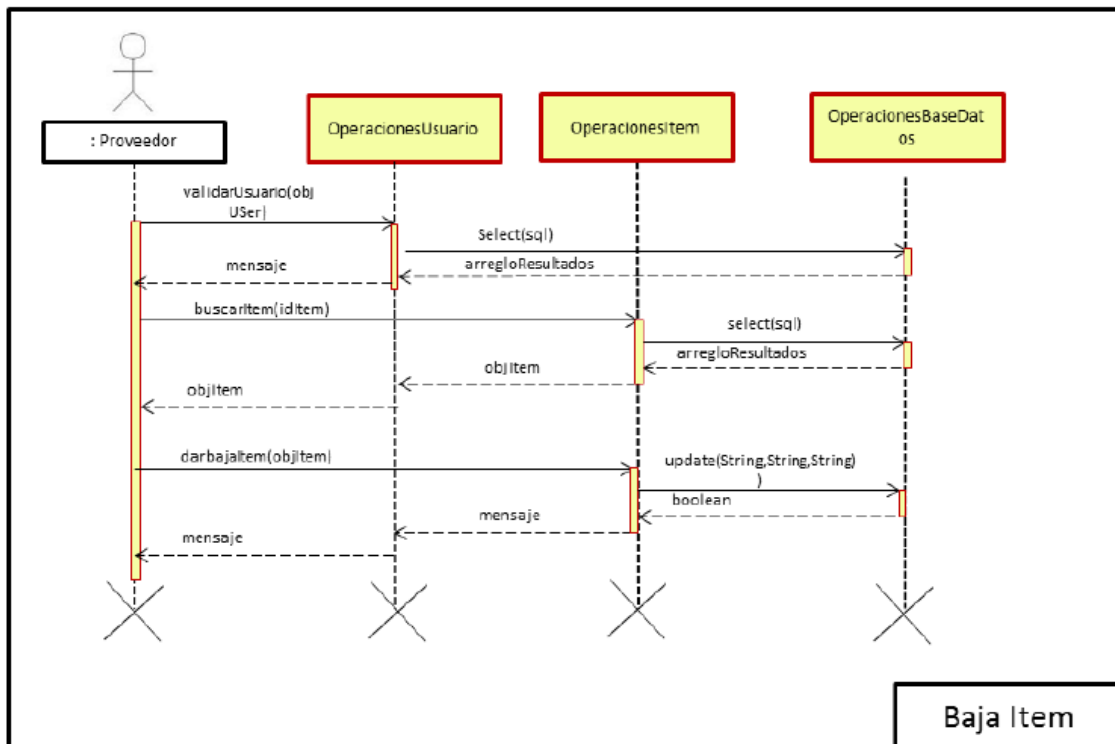 : Proveedor
OperacionesUsuario
OperacionesItem
OperacionesBaseDat
os
validarUsuario(obj
USer)
Select(sql)
arregloResultados
mensaje
buscarItem(idItem)
select(sql)
arregloResultados
objItem
objItem
darbajaItem(objItem)
update(String,String,String)
)
boolean
mensaje
mensaje
Baja Item